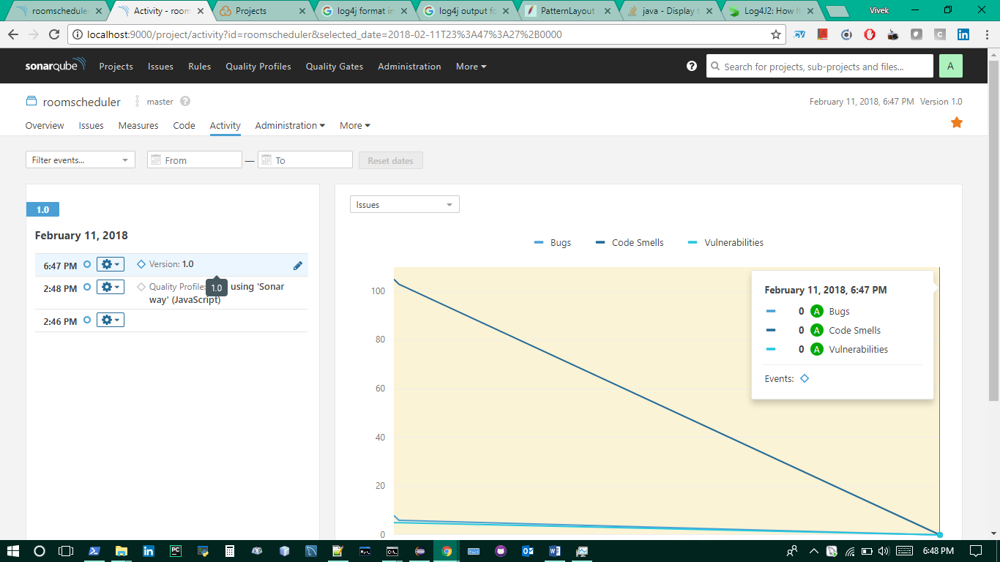 roomschedule
Activity - room
Projects
log4j format in
log4j output fo
PatternLayout
java - Display t
Log4J2: How It
Vivek
localhost:9000/project/activity?id=roomscheduler&selected_date=2018-02-11T23%3A47%3A27%2B0000
sonarqube Projects Issues Rules Quality Profiles Quality Gates Administration More
Search for projects, sub-projects and files...
A
roomscheduler master
February 11, 2018, 6:47 PM Version 1.0
Overview Issues Measures Code Activity Administration More
Filter events... From — To Reset dates
1.0
February 11, 2018
6:47 PM Version: 1.0
1.0
2:48 PM Quality Profile: using 'Sonar
way' (JavaScript)
2:46 PM
Issues
Bugs Code Smells Vulnerabilities
100
80
60
40
20
0
February 11, 2018, 6:47 PM
0 A Bugs
0 A Code Smells
0 A Vulnerabilities
Events:
6:48 PM